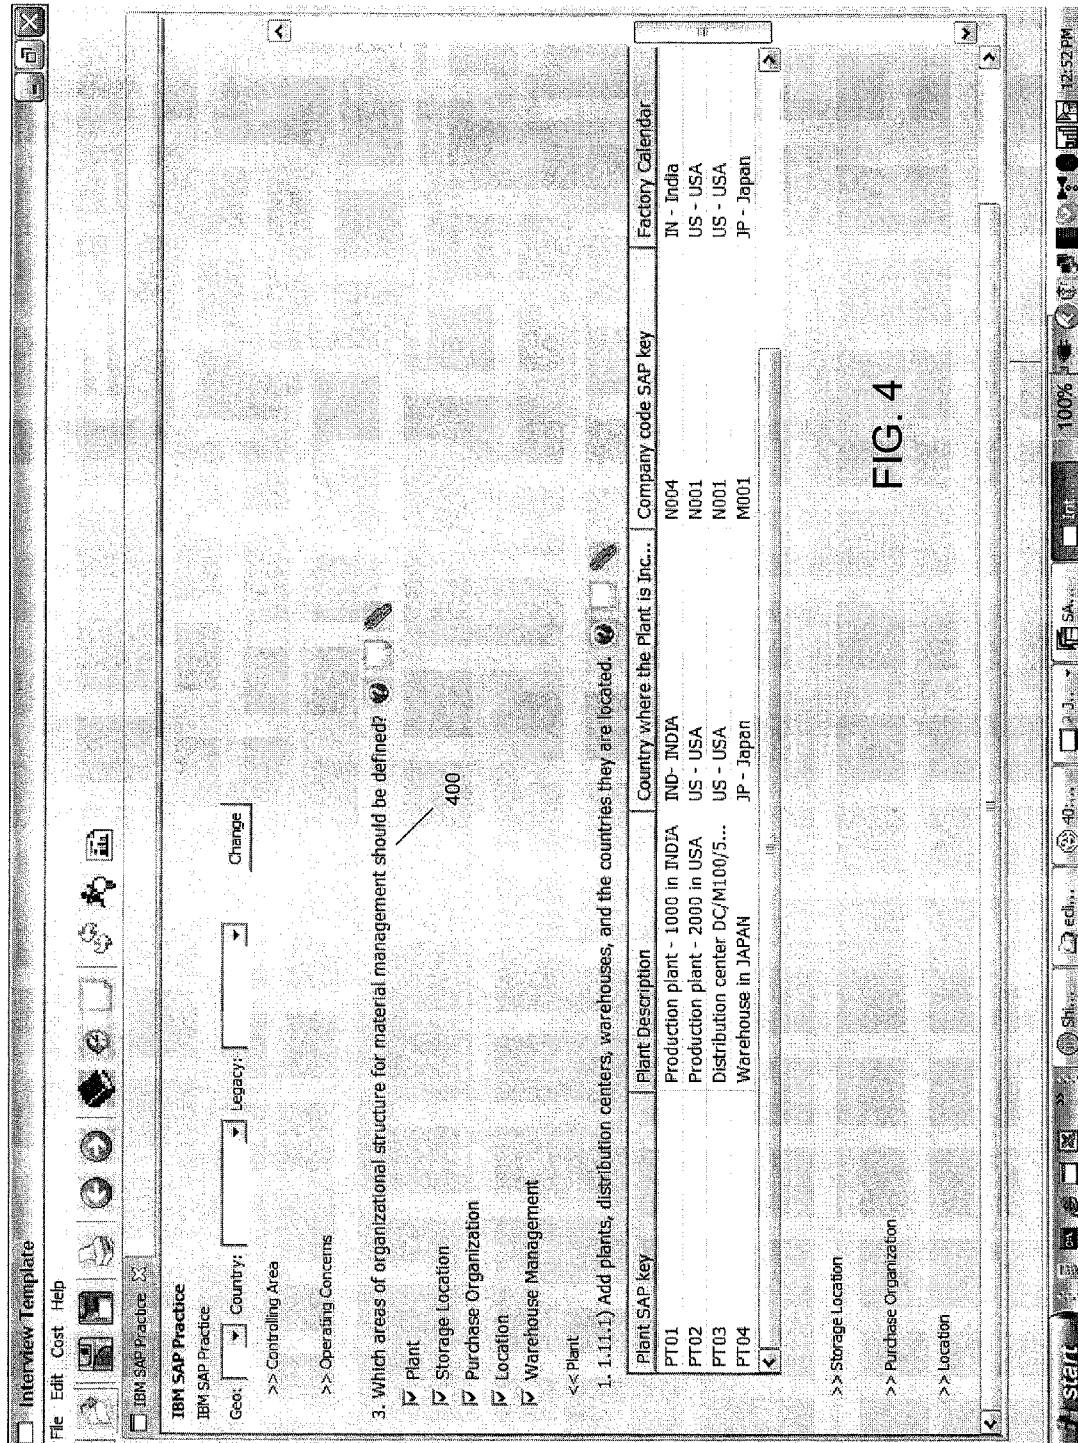 Interview Template
File Edit Cost Help
IBM SAP Practice
IBM SAP Practice
IBM SAP Practice
Geo: Country: Legacy: Change
>> Controlling Area
>> Operating Concerns
3. Which areas of organizational structure for material management should be defined?
400
Plant
Storage Location
Purchase Organization
Location
Warehouse Management
<< Plant
1. 1.11.1) Add plants, distribution centers, warehouses, and the countries they are located.
Plant SAP key Plant Description Country where the Plant is Inc... Company code SAP key Factory Calendar
PT01 Production plant - 1000 in INDIA IND- INDIA N004 IN - India
PT02 Production plant - 2000 in USA US - USA N001 US - USA
PT03 Distribution center DC/M100/5... US - USA N001 US - USA
PT04 Warehouse in JAPAN JP - Japan M001 JP - Japan
>> Storage Location
>> Purchase Organization
>> Location
FIG. 4
start Shi... edi... 40... SA... Int... 100% 12:52 PM